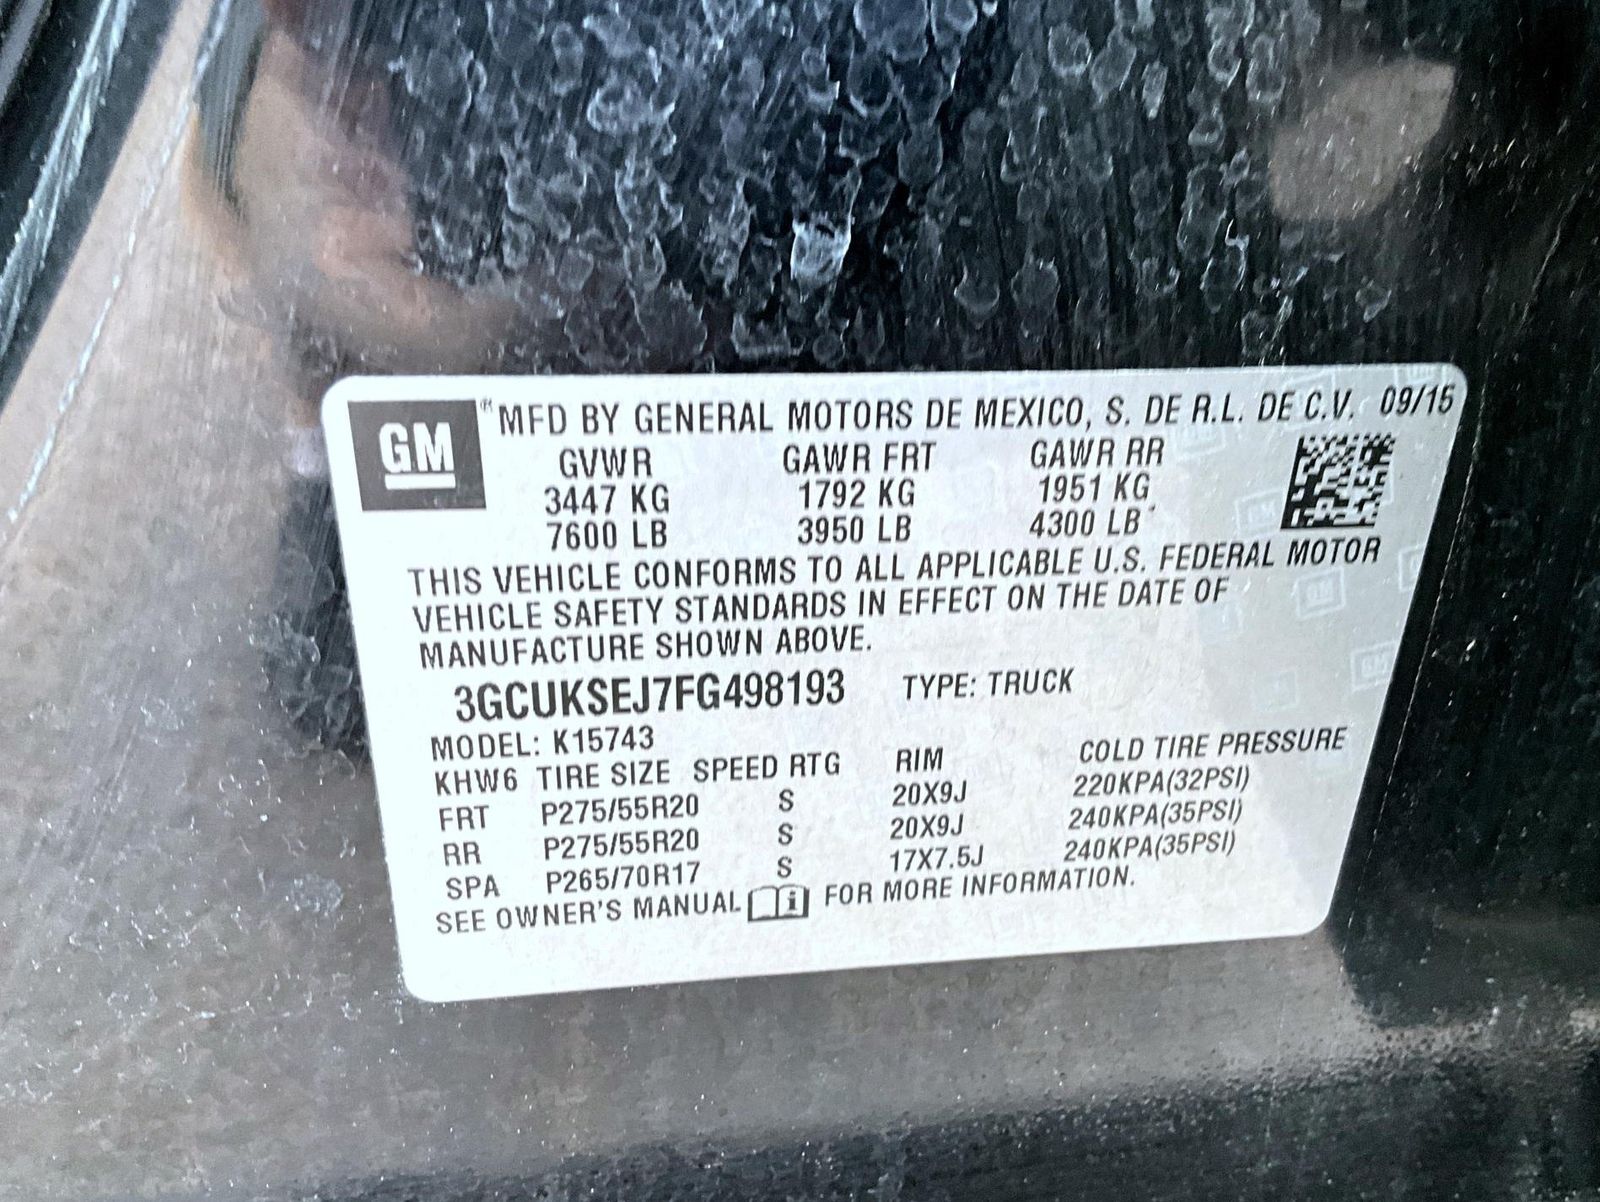 GM ® MFD BY GENERAL MOTORS DE MEXICO, S. DE R.L. DE C.V. 09/15
GVWR GAWR FRT GAWR RR
3447 KG 1792 KG 1951 KG
7600 LB 3950 LB 4300 LB
THIS VEHICLE CONFORMS TO ALL APPLICABLE U.S. FEDERAL MOTOR
VEHICLE SAFETY STANDARDS IN EFFECT ON THE DATE OF
MANUFACTURE SHOWN ABOVE.
3GCUKSEJ7FG498193 TYPE: TRUCK
MODEL: K15743
KHW6 TIRE SIZE SPEED RTG RIM COLD TIRE PRESSURE
FRT P275/55R20 S 20X9J 220KPA(32PSI)
RR P275/55R20 S 20X9J 240KPA(35PSI)
SPA P265/70R17 S 17X7.5J 240KPA(35PSI)
SEE OWNER'S MANUAL i FOR MORE INFORMATION.